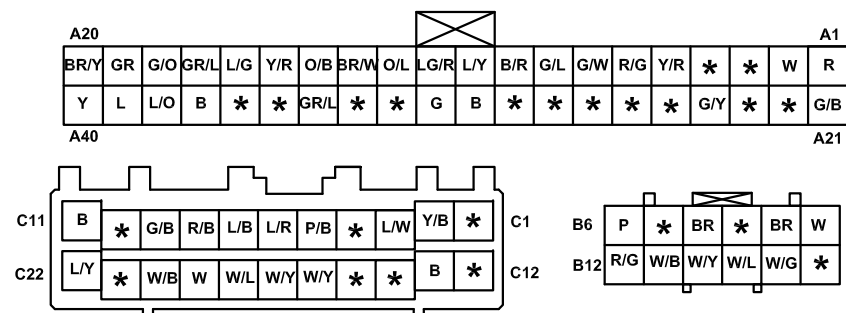 A20 A1
BR/Y GR G/O GR/L L/G Y/R O/B BR/W O/L LG/R L/Y B/R G/L G/W R/G Y/R * * W R
Y L L/O B * * GR/L * * G B * * * * * G/Y * * G/B
A40 A21
C11 B * G/B R/B L/B L/R P/B * L/W Y/B * C1
C22 L/Y * W/B W W/L W/Y W/Y * * B * C12
B6 P * BR * BR W
B12 R/G W/B W/Y W/L W/G *